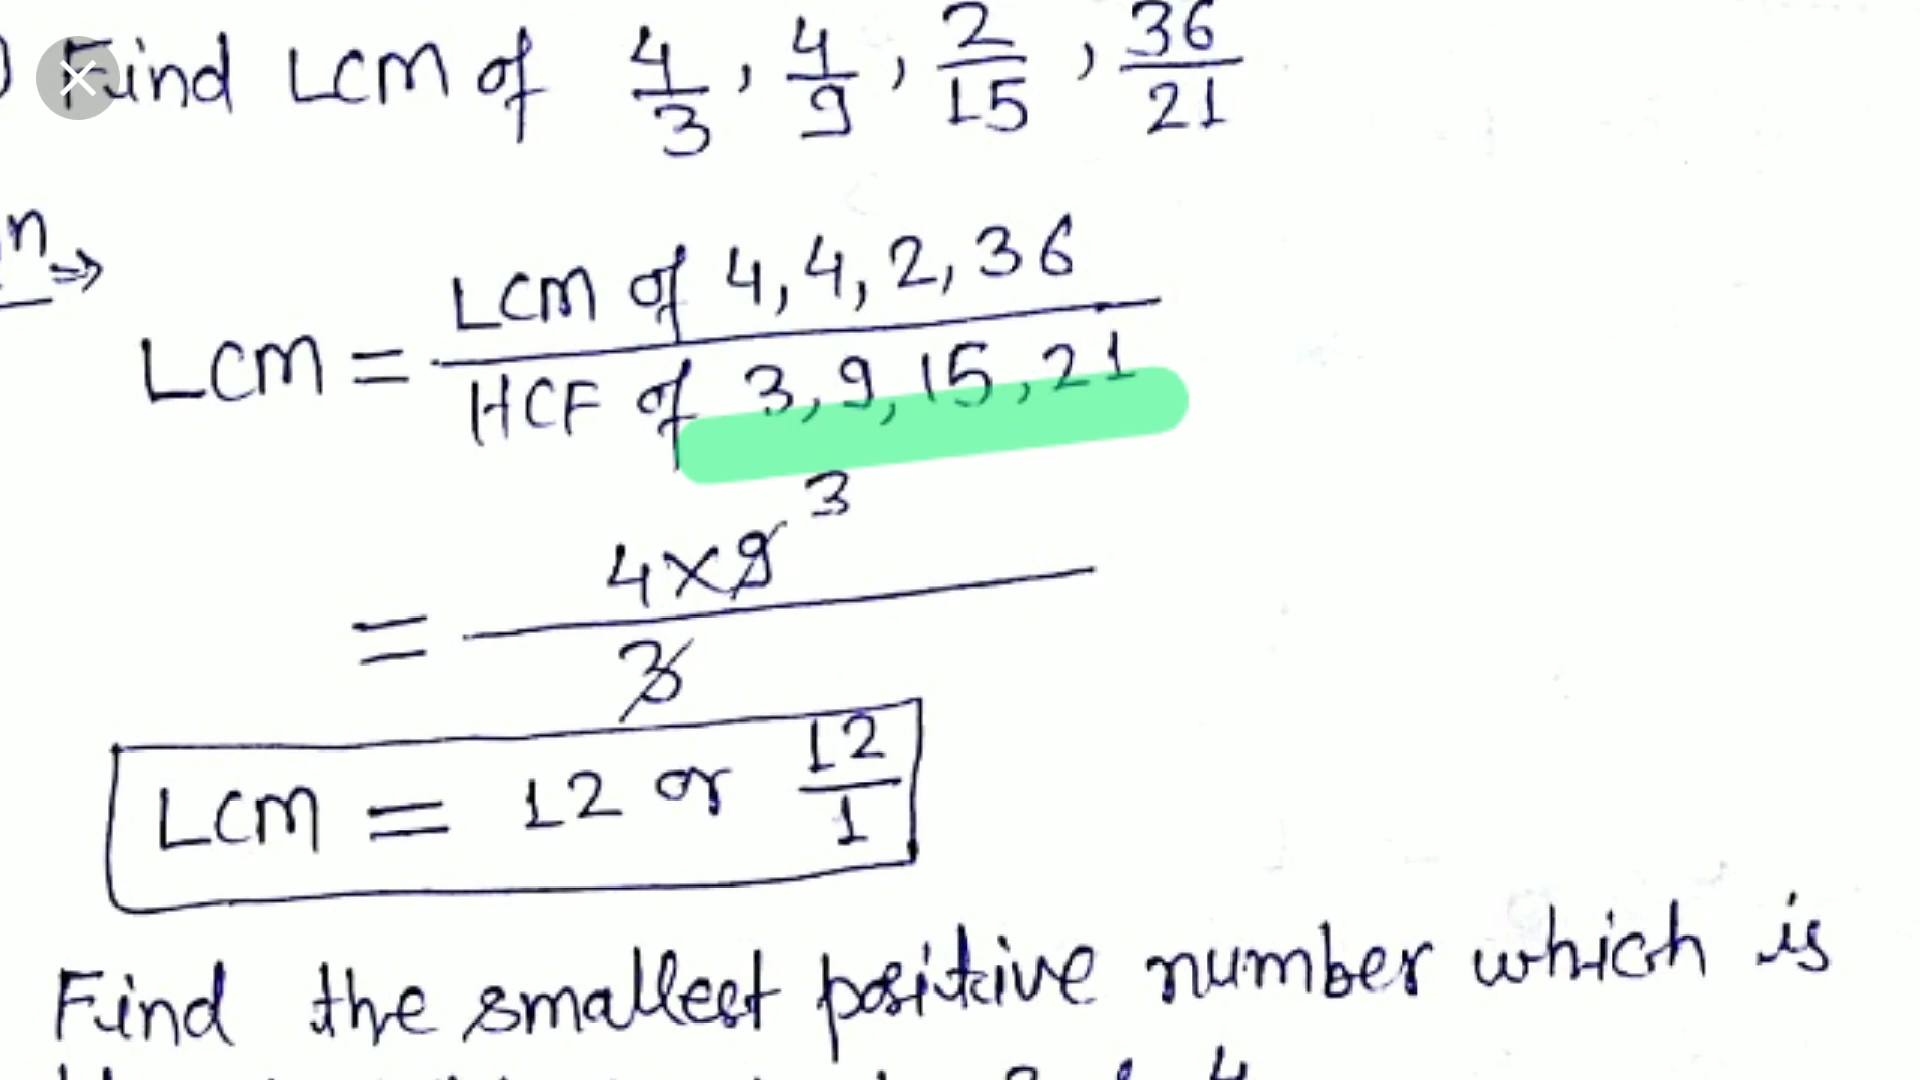 ) Find LCM of 4/3, 4/9, 2/15, 36/21
n ⇒
LCM = LCM of 4, 4, 2, 36 / HCF of 3, 9, 15, 21
= 4×9 3 / 3
LCM = 12 or 12/1
Find the smallest positive number which is